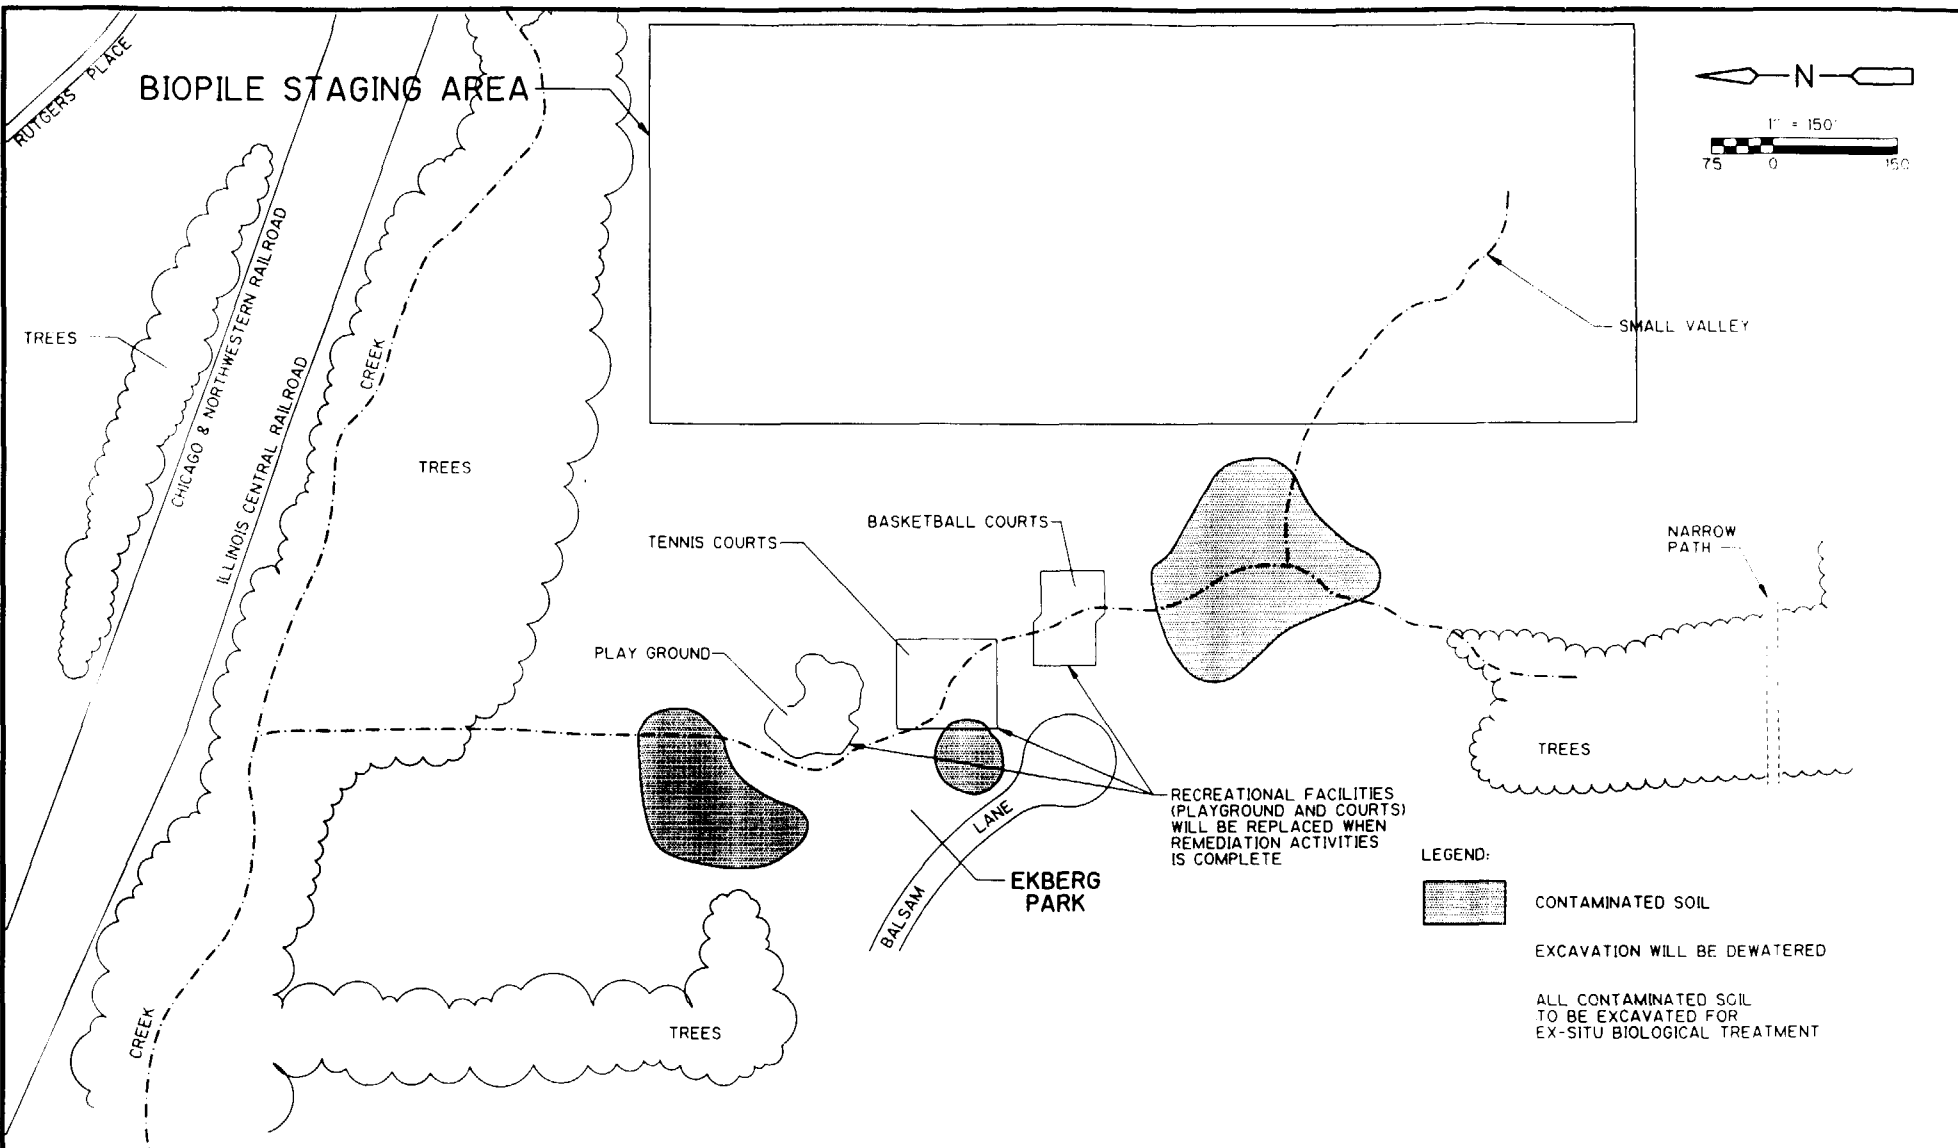 RUTGERS PLACE
BIOPILE STAGING AREA
N
1" = 150'
75 0 150
TREES
CHICAGO & NORTHWESTERN RAILROAD
ILLINOIS CENTRAL RAILROAD
CREEK
TREES
SMALL VALLEY
BASKETBALL COURTS
TENNIS COURTS
PLAY GROUND
NARROW
PATH
TREES
RECREATIONAL FACILITIES
(PLAYGROUND AND COURTS)
WILL BE REPLACED WHEN
REMEDIATION ACTIVITIES
IS COMPLETE
BALSAM LANE
EKBERG
PARK
LEGEND:
CONTAMINATED SOIL
EXCAVATION WILL BE DEWATERED
ALL CONTAMINATED SOIL
TO BE EXCAVATED FOR
EX-SITU BIOLOGICAL TREATMENT
TREES
CREEK